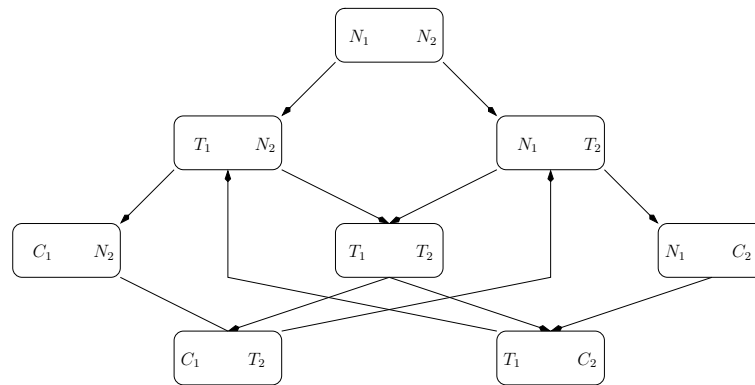 N₁ N₂
T₁ N₂ N₁ T₂
C₁ N₂ T₁ T₂ N₁ C₂
C₁ T₂ T₁ C₂